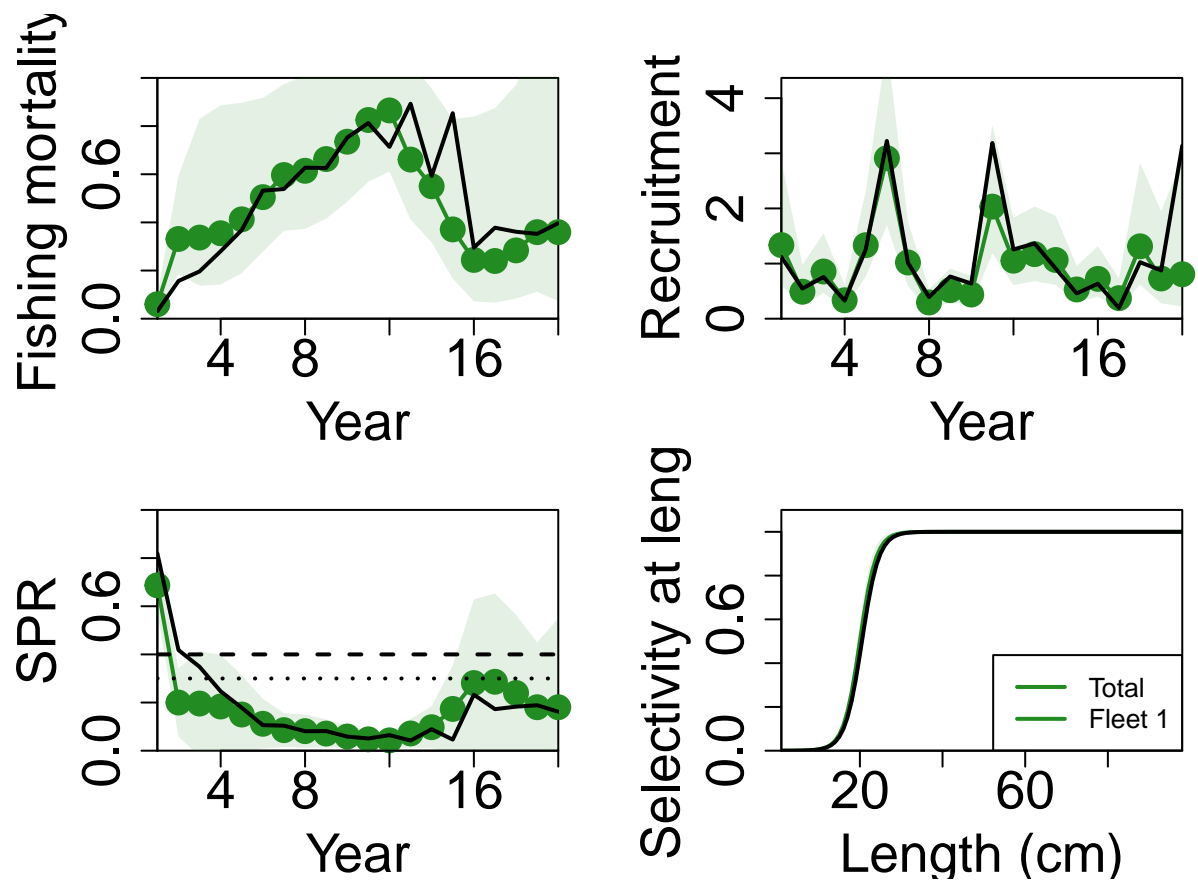 Fishing mortality
0.0 0.6
4 8 16
Year
Recruitment
0 2 4
4 8 16
Year
SPR
0.0 0.6
4 8 16
Year
Selectivity at leng
0.0 0.6
20 60
Length (cm)
Total
Fleet 1